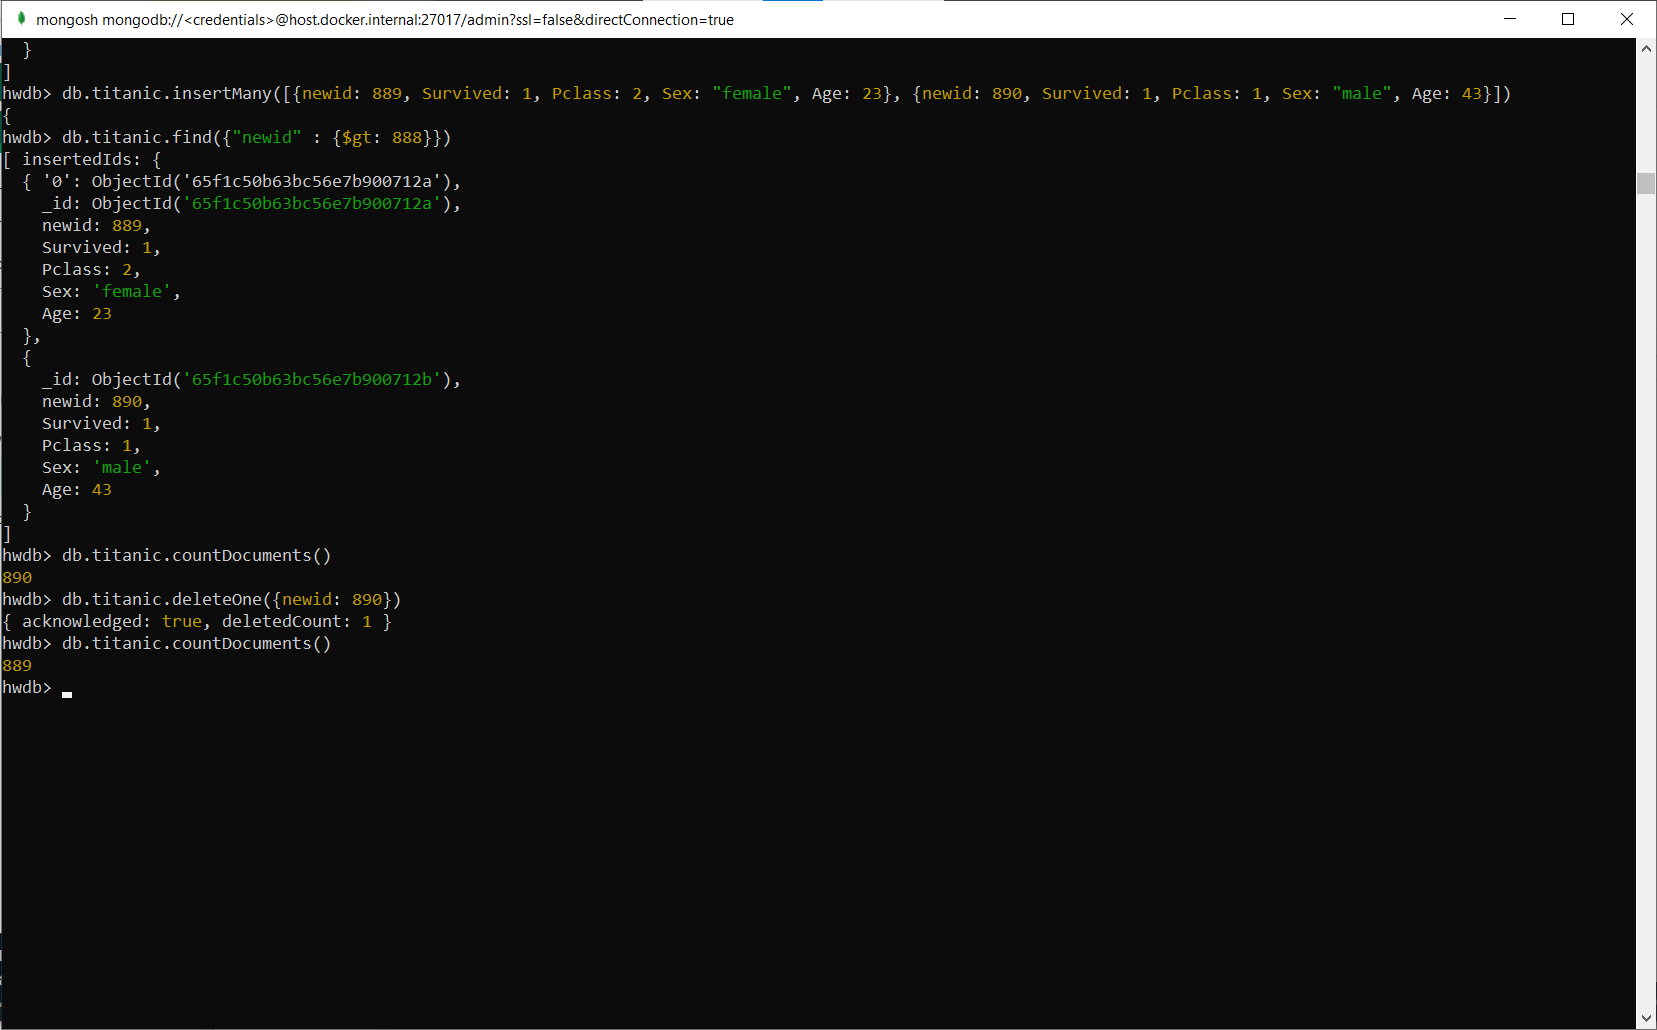 mongosh mongodb://<credentials>@host.docker.internal:27017/admin?ssl=false&directConnection=true
  }
]
hwdb> db.titanic.insertMany([{newid: 889, Survived: 1, Pclass: 2, Sex: "female", Age: 23}, {newid: 890, Survived: 1, Pclass: 1, Sex: "male", Age: 43}])
{
hwdb> db.titanic.find({"newid" : {$gt: 888}})
[ insertedIds: {
  { '0': ObjectId('65f1c50b63bc56e7b900712a'),
    _id: ObjectId('65f1c50b63bc56e7b900712a'),
    newid: 889,
    Survived: 1,
    Pclass: 2,
    Sex: 'female',
    Age: 23
  },
  {
    _id: ObjectId('65f1c50b63bc56e7b900712b'),
    newid: 890,
    Survived: 1,
    Pclass: 1,
    Sex: 'male',
    Age: 43
  }
]
hwdb> db.titanic.countDocuments()
890
hwdb> db.titanic.deleteOne({newid: 890})
{ acknowledged: true, deletedCount: 1 }
hwdb> db.titanic.countDocuments()
889
hwdb>